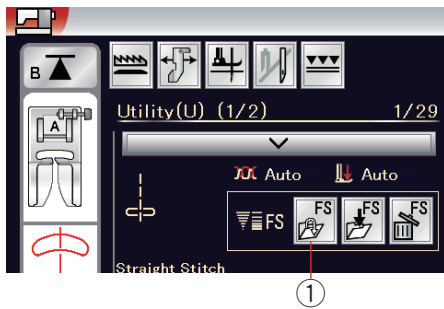 B
Utility(U) (1/2) 1/29
A
Auto Auto
FS FS FS FS
Straight Stitch
①